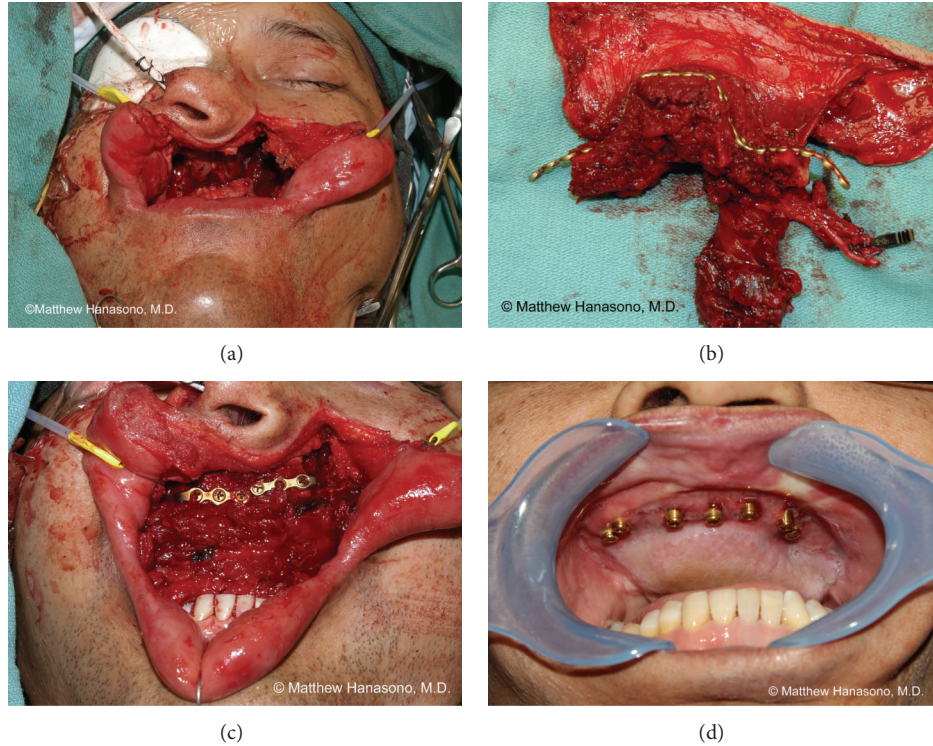 ©Matthew Hanasono, M.D.
© Matthew Hanasono, M.D.
(a)
(b)
© Matthew Hanasono, M.D.
© Matthew Hanasono, M.D.
(c)
(d)